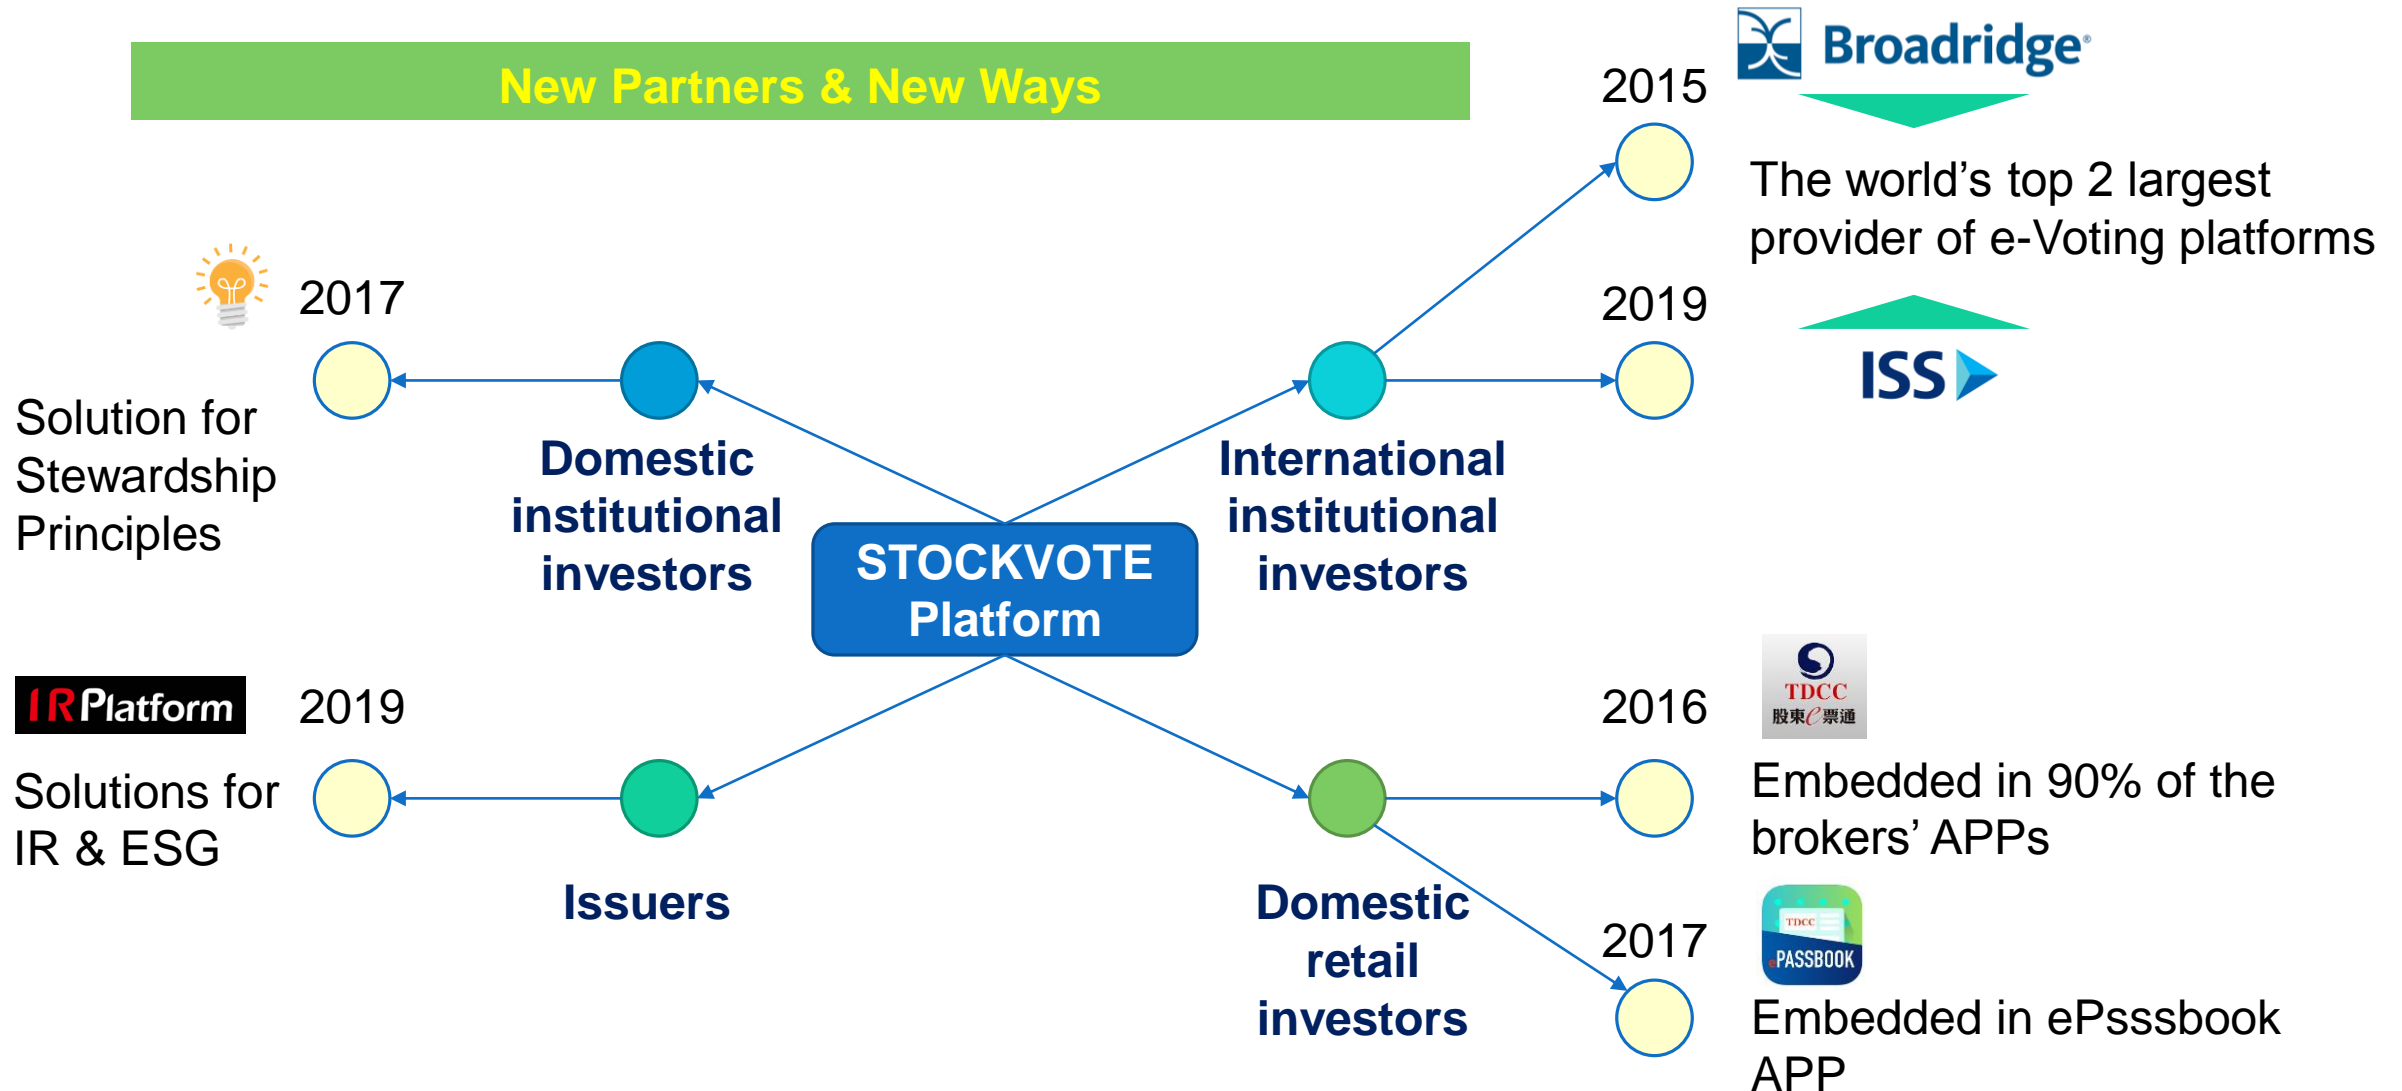 New Partners & New Ways
2015
Broadridge®
The world's top 2 largest
provider of e-Voting platforms
2019
ISS
2017
Solution for
Stewardship
Principles
Domestic
institutional
investors
International
institutional
investors
STOCKVOTE
Platform
IRPlatform
2019
Solutions for
IR & ESG
Issuers
Domestic
retail
investors
2016
TDCC
股東e票通
Embedded in 90% of the
brokers' APPs
2017
TDCC
ePASSBOOK
Embedded in ePsssbook
APP